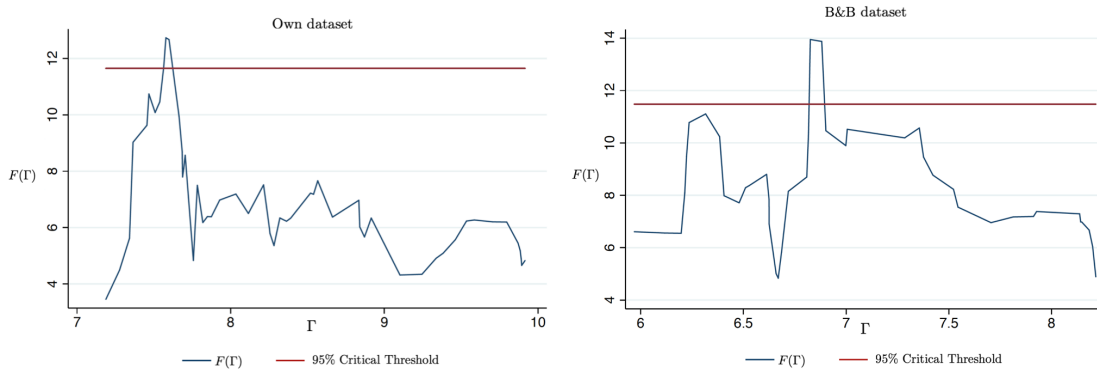 Own dataset
12
10
8
6
4
F(Γ)
7
8
9
10
Γ
F(Γ)
95% Critical Threshold
B&B dataset
14
12
10
8
6
4
F(Γ)
6
6.5
7
7.5
8
Γ
F(Γ)
95% Critical Threshold